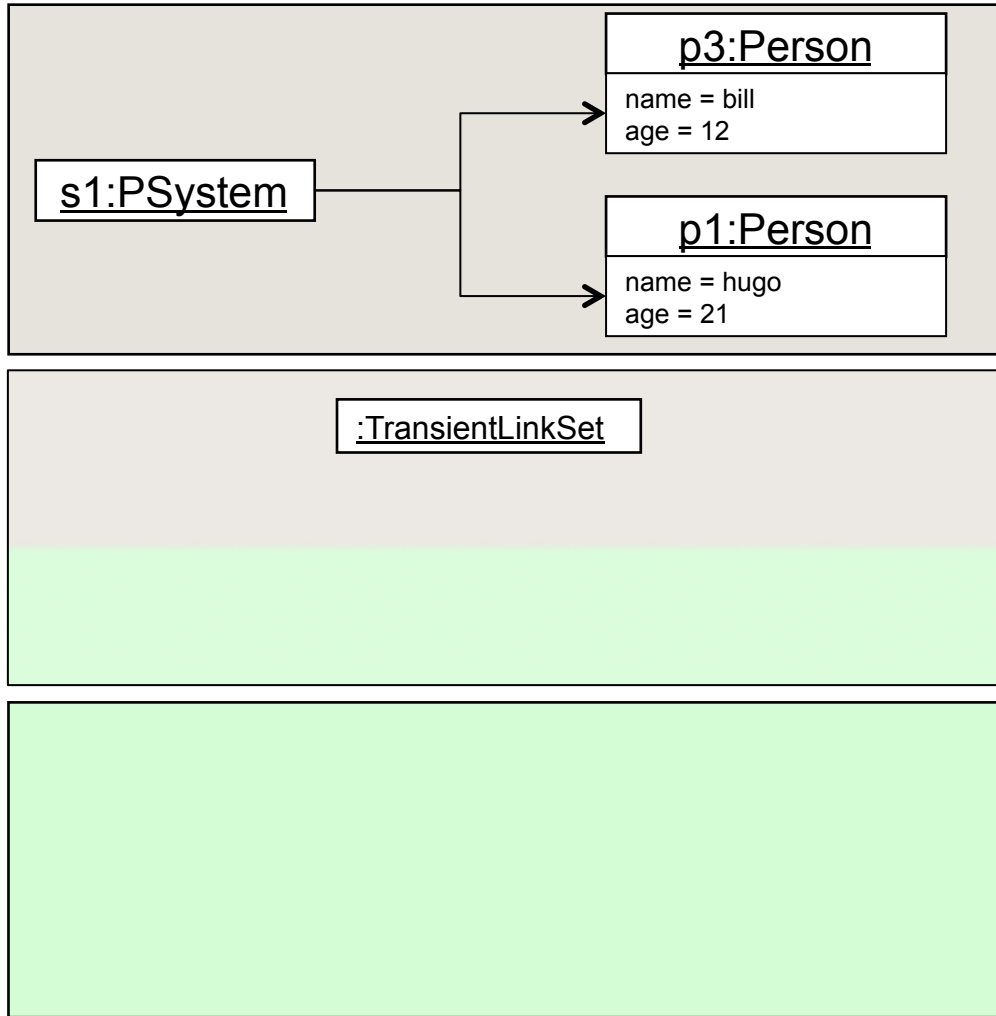 p3:Person
name = bill
age = 12
s1:PSystem
p1:Person
name = hugo
age = 21
:TransientLinkSet